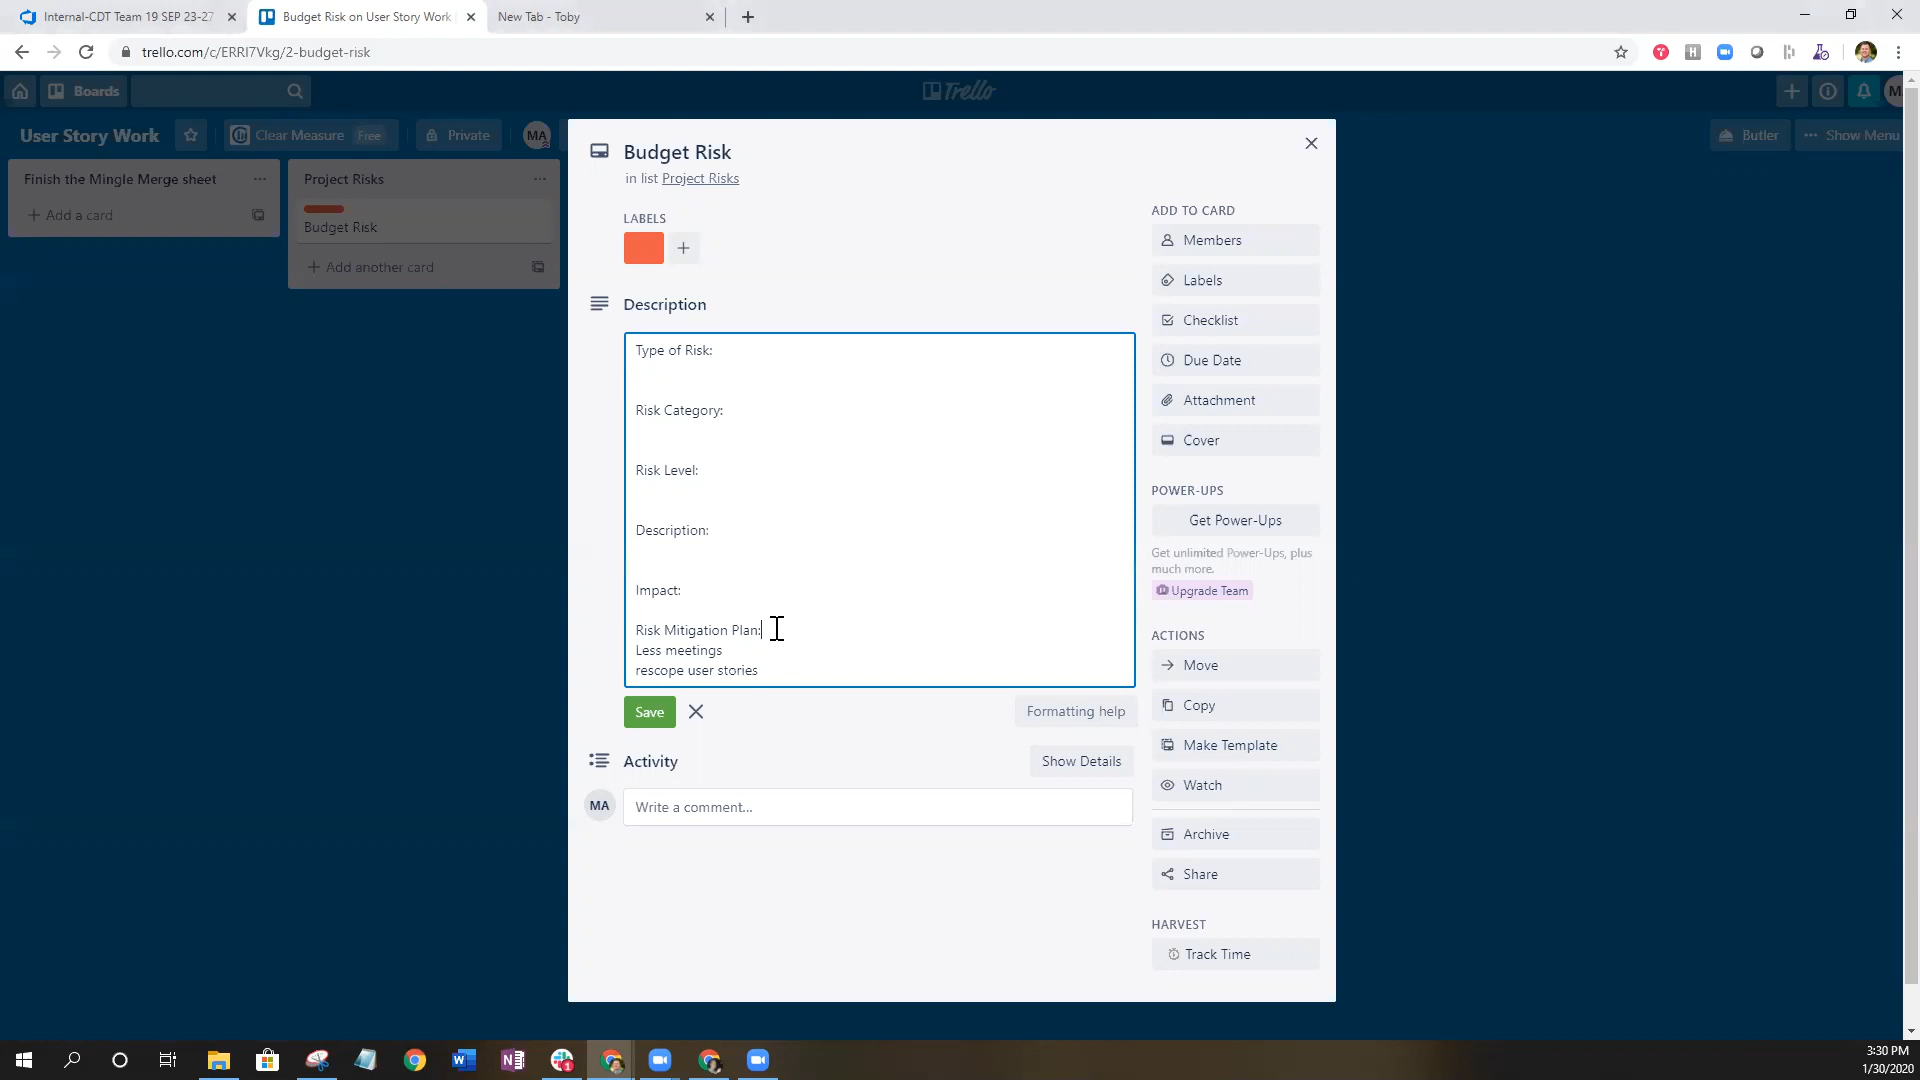 Internal-CDT Team 19 SEP 23-27
Budget Risk on User Story Work
New Tab - Toby
trello.com/c/ERRI7Vkg/2-budget-risk
Boards
Trello
User Story Work
Clear Measure Free
Private
MA
Butler
Show Menu
Finish the Mingle Merge sheet
Add a card
Project Risks
Budget Risk
Add another card
Budget Risk
in list Project Risks
LABELS
Description
Type of Risk:
Risk Category:
Risk Level:
Description:
Impact:
Risk Mitigation Plan:
Less meetings
rescope user stories
Save
Formatting help
Activity
Show Details
MA
Write a comment...
ADD TO CARD
Members
Labels
Checklist
Due Date
Attachment
Cover
POWER-UPS
Get Power-Ups
Get unlimited Power-Ups, plus
much more.
Upgrade Team
ACTIONS
Move
Copy
Make Template
Watch
Archive
Share
HARVEST
Track Time
3:30 PM
1/30/2020